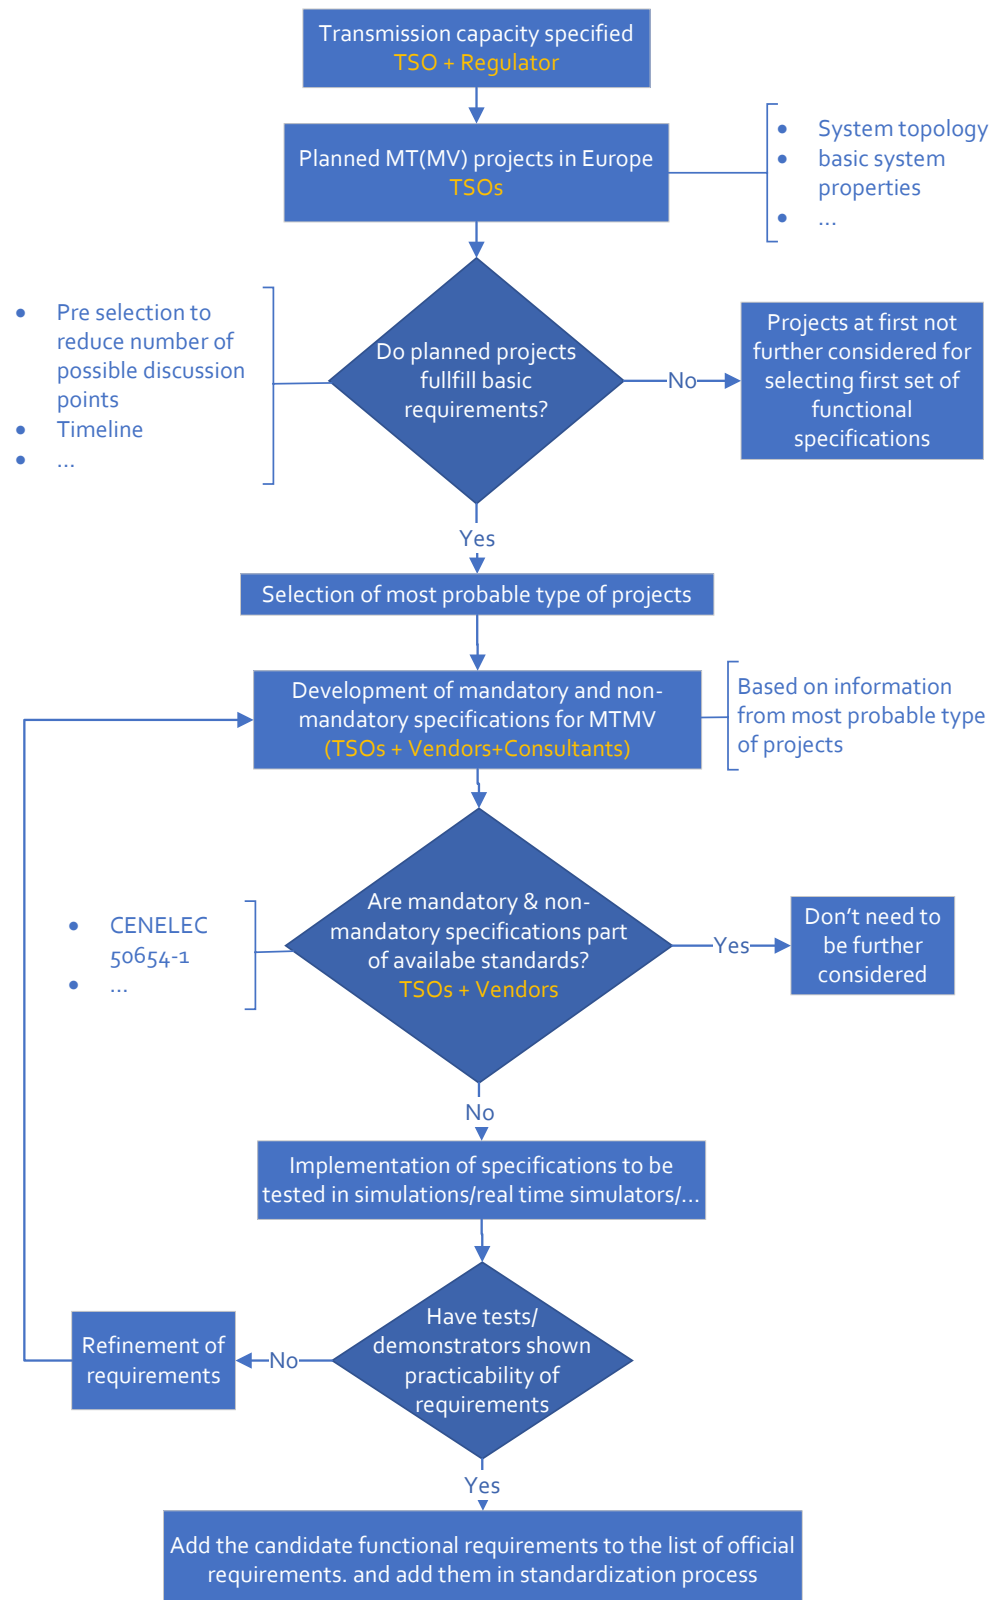 Transmission capacity specified
TSO + Regulator
Planned MT(MV) projects in Europe
TSOs
• System topology
• basic system
properties
• ...
• Pre selection to
reduce number of
possible discussion
points
• Timeline
• ...
Do planned projects
fullfill basic
requirements?
No
Projects at first not
further considered for
selecting first set of
functional
specifications
Yes
Selection of most probable type of projects
Development of mandatory and non-
mandatory specifications for MTMV
(TSOs + Vendors+Consultants)
Based on information
from most probable type
of projects
• CENELEC
50654-1
• ...
Are mandatory & non-
mandatory specifications part
of availabe standards?
TSOs + Vendors
Yes
Don't need to
be further
considered
No
Implementation of specifications to be
tested in simulations/real time simulators/...
Have tests/
demonstrators shown
practicability of
requirements
No
Refinement of
requirements
Yes
Add the candidate functional requirements to the list of official
requirements. and add them in standardization process